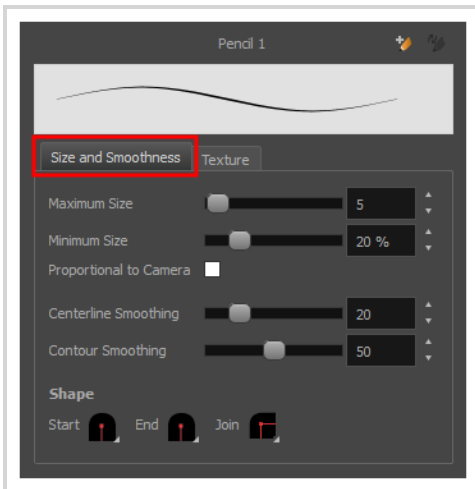 Pencil 1
Size and Smoothness Texture
Maximum Size 5
Minimum Size 20 %
Proportional to Camera
Centerline Smoothing 20
Contour Smoothing 50
Shape
Start End Join